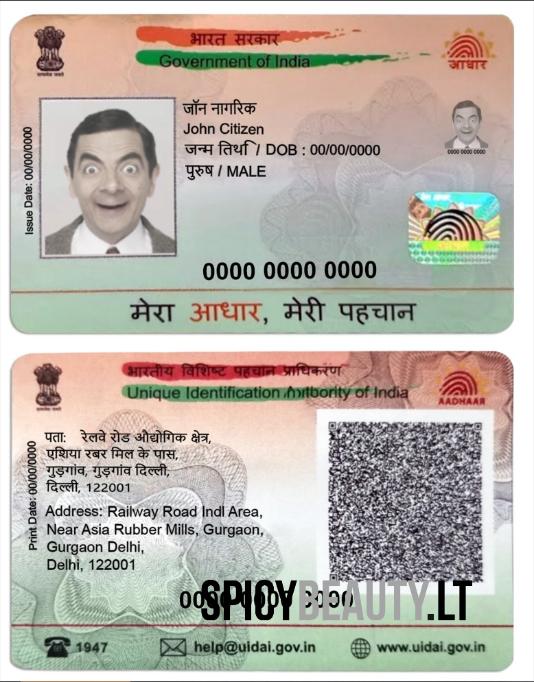 भारत सरकार
Government of India
आधार
Issue Date: 00/00/0000
जॉन नागरिक
John Citizen
जन्म तिथि / DOB : 00/00/0000
पुरुष / MALE
0000 0000 0000
0000 0000 0000
मेरा आधार, मेरी पहचान
भारतीय विशिष्ट पहचान प्राधिकरण
Unique Identification Authority of India
AADHAAR
Print Date: 00/00/0000
पता: रेलवे रोड औद्योगिक क्षेत्र,
एशिया रबर मिल के पास,
गुड़गांव, गुड़गांव दिल्ली,
दिल्ली, 122001
Address: Railway Road Indl Area,
Near Asia Rubber Mills, Gurgaon,
Gurgaon Delhi,
Delhi, 122001
0000 0000 0000
SPICYBEAUTY.LT
1947
help@uidai.gov.in
www.uidai.gov.in